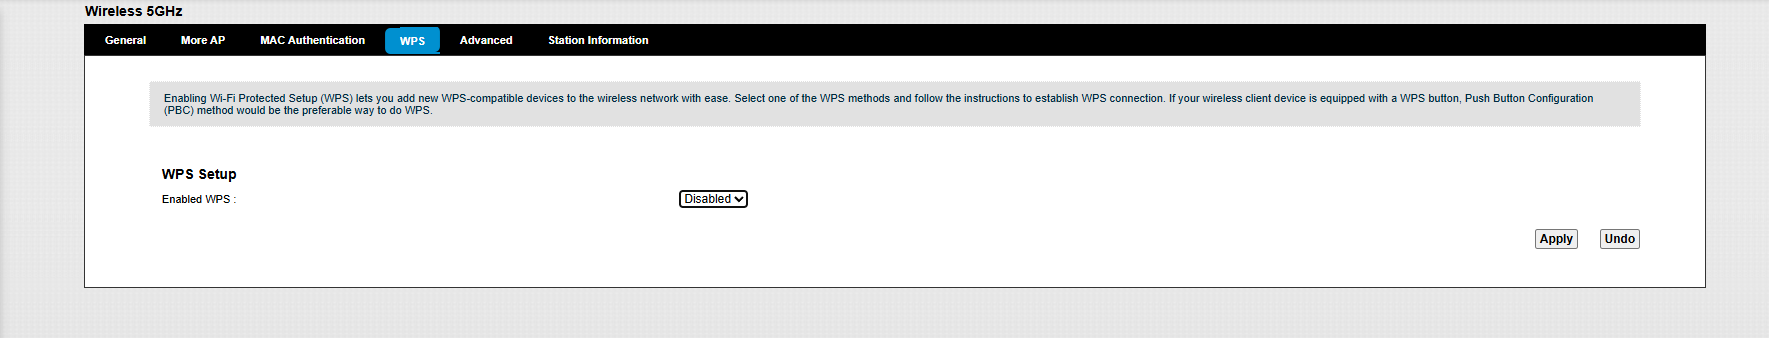 Wireless 5GHz
General More AP MAC Authentication WPS Advanced Station Information
Enabling Wi-Fi Protected Setup (WPS) lets you add new WPS-compatible devices to the wireless network with ease. Select one of the WPS methods and follow the instructions to establish WPS connection. If your wireless client device is equipped with a WPS button, Push Button Configuration
(PBC) method would be the preferable way to do WPS.
WPS Setup
Enabled WPS : Disabled
Apply Undo